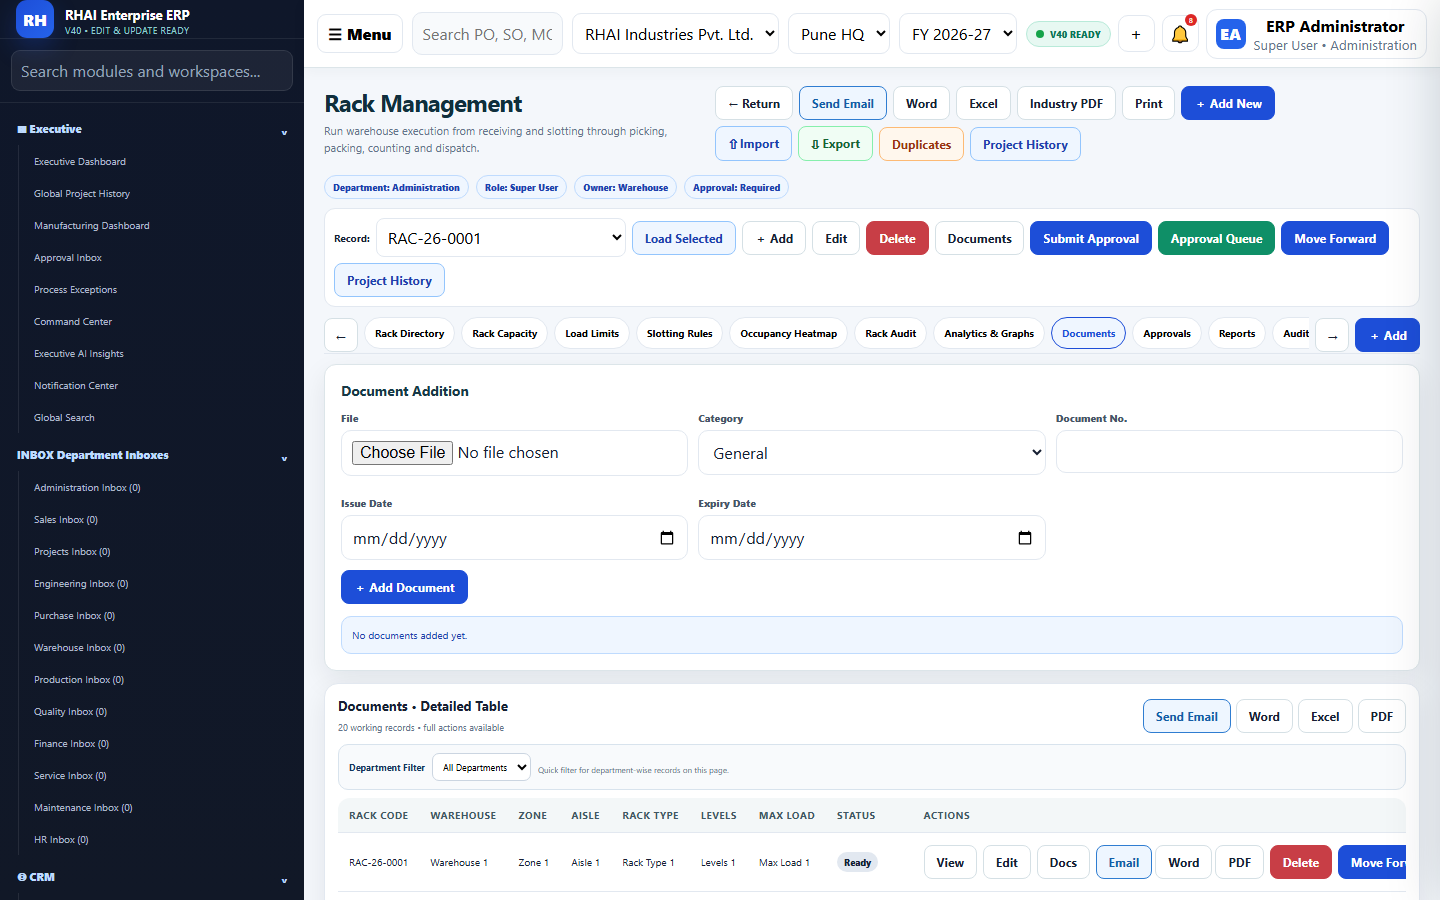 RH
RHAI Enterprise ERP
V40 • EDIT & UPDATE READY
Search modules and workspaces...
Executive
Executive Dashboard
Global Project History
Manufacturing Dashboard
Approval Inbox
Process Exceptions
Command Center
Executive AI Insights
Notification Center
Global Search
INBOX Department Inboxes
Administration Inbox (0)
Sales Inbox (0)
Projects Inbox (0)
Engineering Inbox (0)
Purchase Inbox (0)
Warehouse Inbox (0)
Production Inbox (0)
Quality Inbox (0)
Finance Inbox (0)
Service Inbox (0)
Maintenance Inbox (0)
HR Inbox (0)
CRM
☰ Menu
Search PO, SO, MO
RHAI Industries Pvt. Ltd.
Pune HQ
FY 2026-27
V40 READY
+
8
EA
ERP Administrator
Super User • Administration
Rack Management
Run warehouse execution from receiving and slotting through picking,
packing, counting and dispatch.
← Return
Send Email
Word
Excel
Industry PDF
Print
+ Add New
⇧ Import
⇩ Export
Duplicates
Project History
Department: Administration
Role: Super User
Owner: Warehouse
Approval: Required
Record:
RAC-26-0001
Load Selected
+ Add
Edit
Delete
Documents
Submit Approval
Approval Queue
Move Forward
Project History
←
Rack Directory
Rack Capacity
Load Limits
Slotting Rules
Occupancy Heatmap
Rack Audit
Analytics & Graphs
Documents
Approvals
Reports
Audit
→
+ Add
Document Addition
File
Category
Document No.
Choose File No file chosen
General
Issue Date
Expiry Date
mm/dd/yyyy
mm/dd/yyyy
+ Add Document
No documents added yet.
Documents • Detailed Table
20 working records • full actions available
Send Email
Word
Excel
PDF
Department Filter
All Departments
Quick filter for department-wise records on this page.
RACK CODE WAREHOUSE ZONE AISLE RACK TYPE LEVELS MAX LOAD STATUS ACTIONS
RAC-26-0001 Warehouse 1 Zone 1 Aisle 1 Rack Type 1 Levels 1 Max Load 1 Ready View Edit Docs Email Word PDF Delete Move For